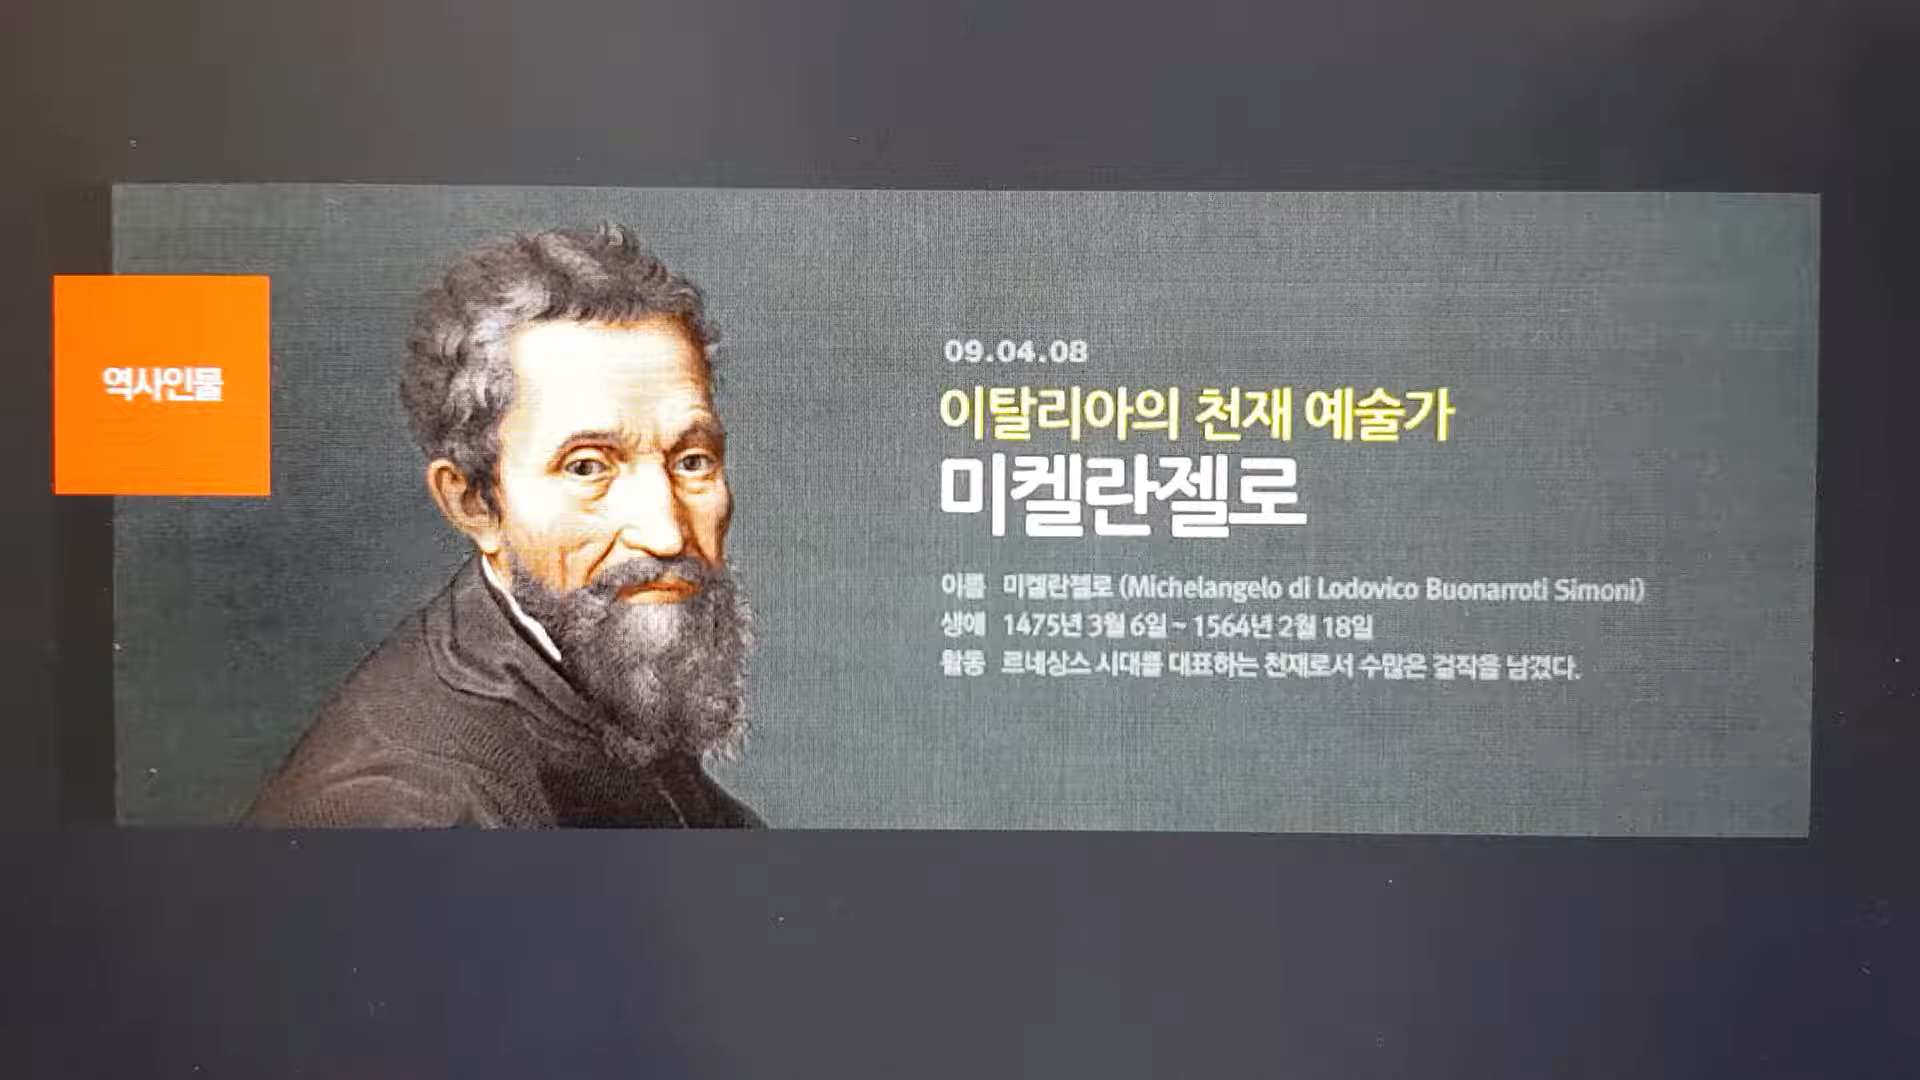 역사인물
09.04.08
이탈리아의 천재 예술가
미켈란젤로
이름 미켈란젤로 (Michelangelo di Lodovico Buonarroti Simoni)
생애 1475년 3월 6일 ~ 1564년 2월 18일
활동 르네상스 시대를 대표하는 천재로서 수많은 걸작을 남겼다.